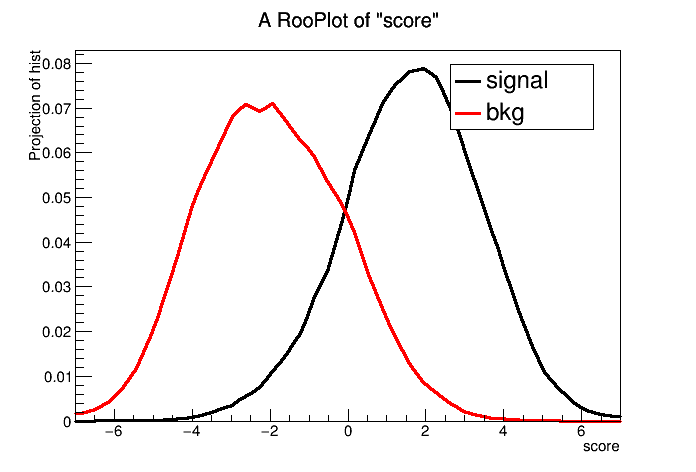 A RooPlot of "score"
Projection of hist
0.08
0.07
0.06
0.05
0.04
0.03
0.02
0.01
0
signal
bkg
−6 −4 −2 0 2 4 6
score